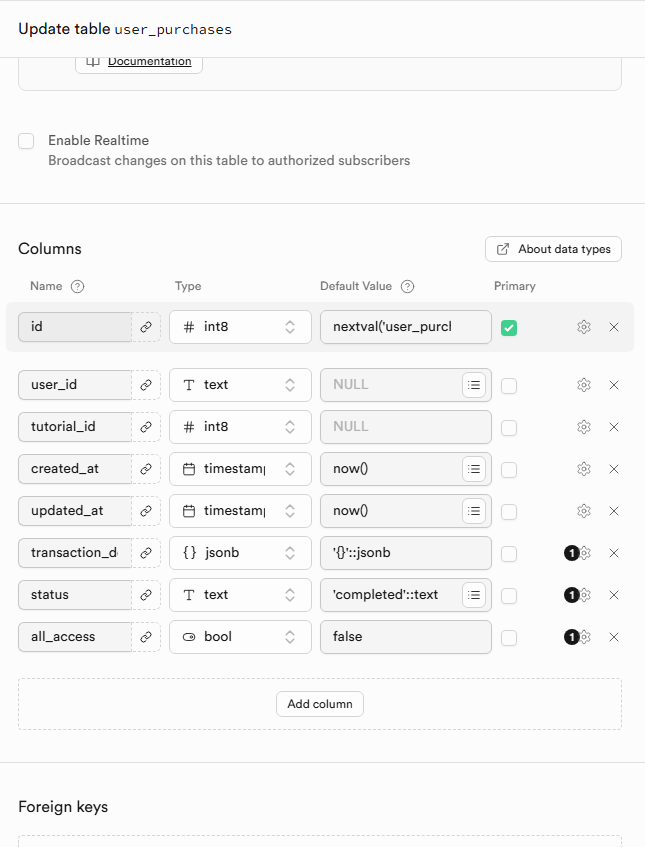 Update table user_purchases
Documentation
Enable Realtime
Broadcast changes on this table to authorized subscribers
Columns
About data types
Name Type Default Value Primary
id # int8 nextval('user_purcl
user_id T text NULL
tutorial_id # int8 NULL
created_at timestam| now()
updated_at timestam| now()
transaction_d {} jsonb '{}'::jsonb 1
status T text 'completed'::text 1
all_access bool false 1
Add column
Foreign keys